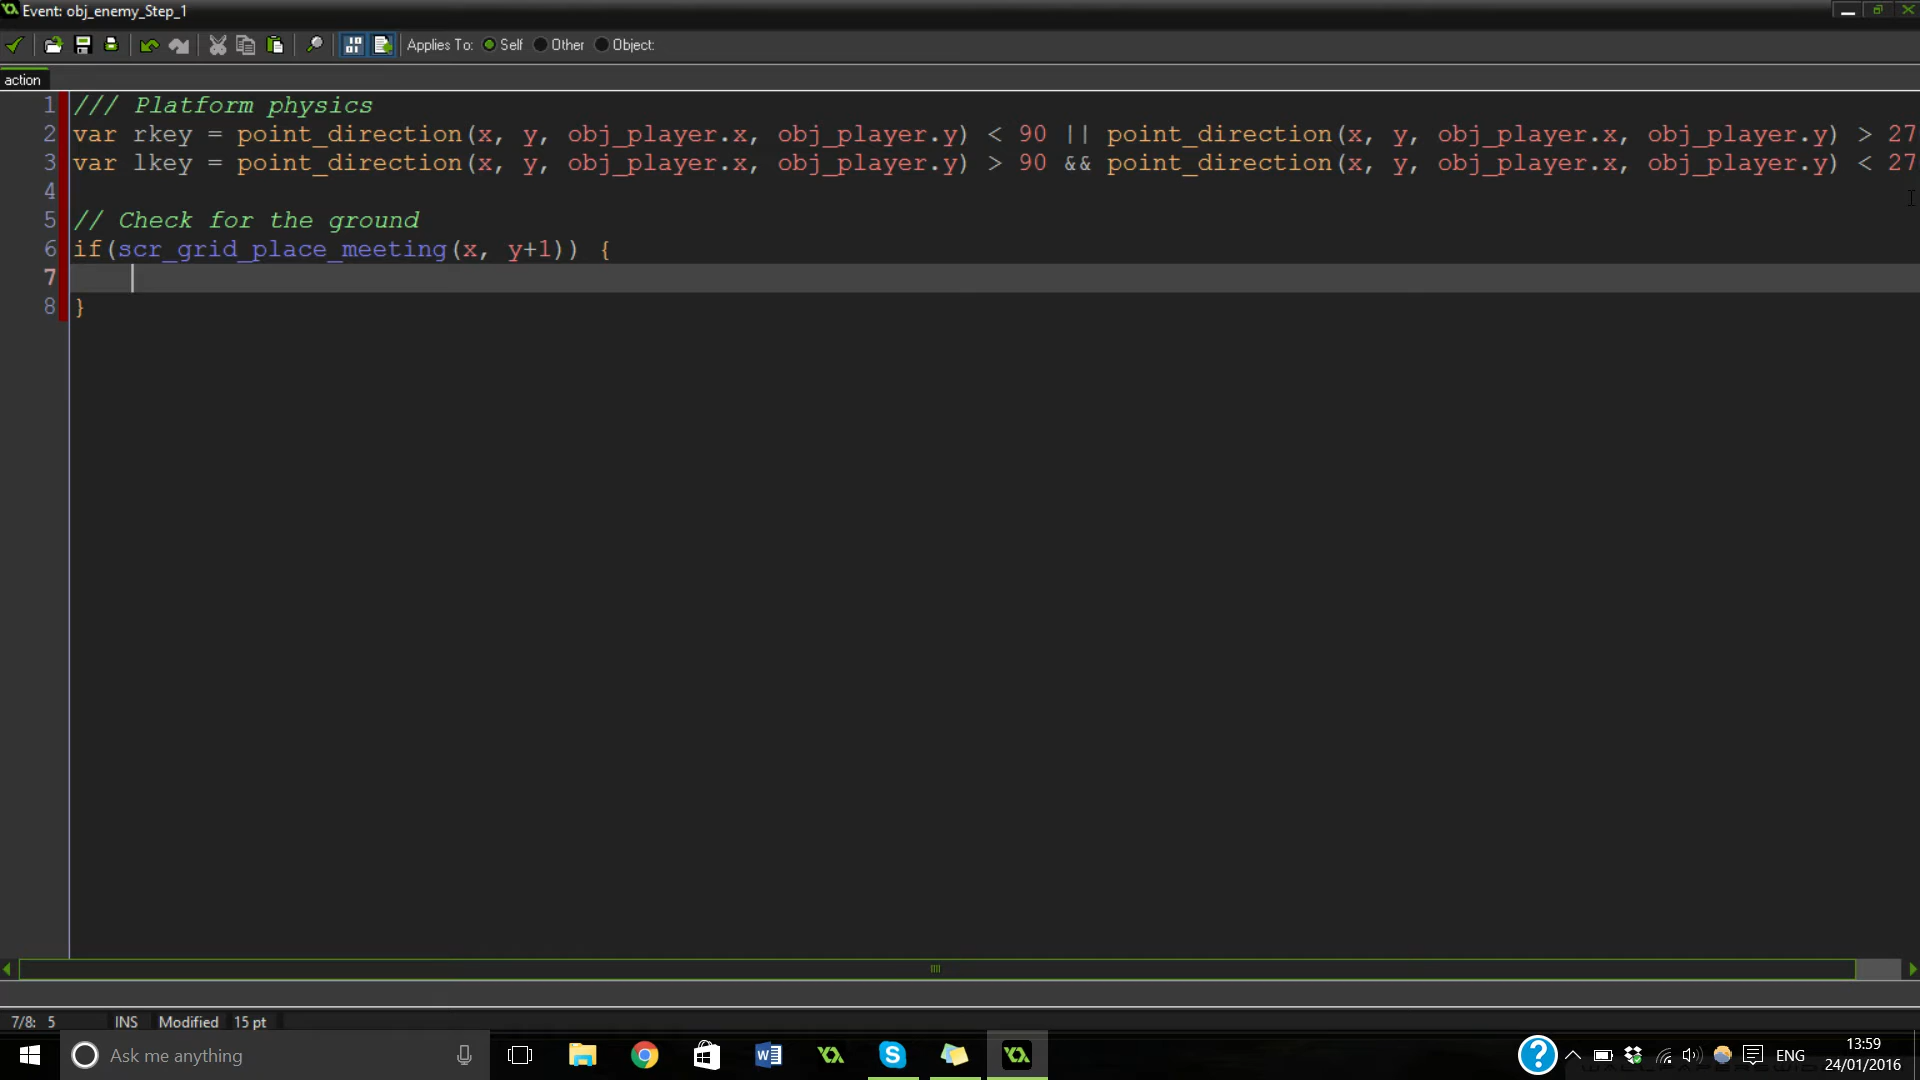 Event: obj_enemy_Step_1
Applies To: Self Other Object:
action
1 /// Platform physics
2 var rkey = point_direction(x, y, obj_player.x, obj_player.y) < 90 || point_direction(x, y, obj_player.x, obj_player.y) > 27
3 var lkey = point_direction(x, y, obj_player.x, obj_player.y) > 90 && point_direction(x, y, obj_player.x, obj_player.y) < 27
4
5 // Check for the ground
6 if(scr_grid_place_meeting(x, y+1)) {
7
8 }
7/8: 5 INS Modified 15 pt
Ask me anything
ENG
13:59
24/01/2016